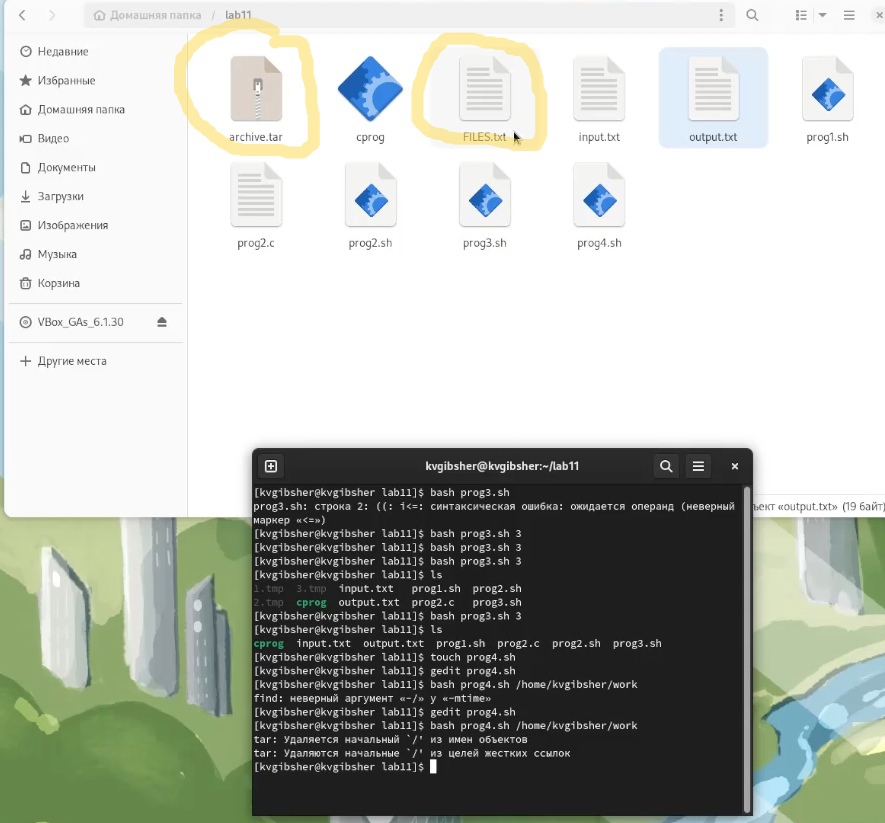 Домашняя папка / lab11
Недавние
Избранные
Домашняя папка
Видео
Документы
Загрузки
Изображения
Музыка
Корзина
VBox_GAs_6.1.30
Другие места
archive.tar
cprog
FILES.txt
input.txt
output.txt
prog1.sh
prog2.c
prog2.sh
prog3.sh
prog4.sh
ъект «output.txt» (19 байт)
kvgibsher@kvgibsher:~/lab11
[kvgibsher@kvgibsher lab11]$ bash prog3.sh
prog3.sh: строка 2: ((: i<=: синтаксическая ошибка: ожидается операнд (неверный
маркер «<=»)
[kvgibsher@kvgibsher lab11]$ bash prog3.sh 3
[kvgibsher@kvgibsher lab11]$ bash prog3.sh 3
[kvgibsher@kvgibsher lab11]$ bash prog3.sh 3
[kvgibsher@kvgibsher lab11]$ ls
1.tmp 3.tmp input.txt prog1.sh prog2.sh
2.tmp cprog output.txt prog2.c prog3.sh
[kvgibsher@kvgibsher lab11]$ bash prog3.sh 3
[kvgibsher@kvgibsher lab11]$ ls
cprog input.txt output.txt prog1.sh prog2.c prog2.sh prog3.sh
[kvgibsher@kvgibsher lab11]$ touch prog4.sh
[kvgibsher@kvgibsher lab11]$ gedit prog4.sh
[kvgibsher@kvgibsher lab11]$ bash prog4.sh /home/kvgibsher/work
find: неверный аргумент «-/» у «-mtime»
[kvgibsher@kvgibsher lab11]$ gedit prog4.sh
[kvgibsher@kvgibsher lab11]$ bash prog4.sh /home/kvgibsher/work
tar: Удаляется начальный `/' из имен объектов
tar: Удаляются начальные `/' из целей жестких ссылок
[kvgibsher@kvgibsher lab11]$